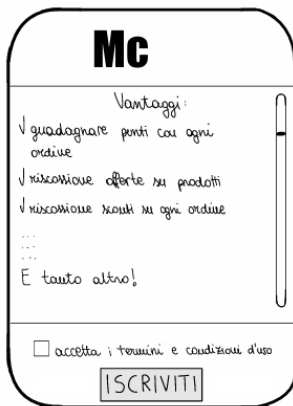 Mc
Vantaggi:
√ guadagnare punti con ogni
ordine
√ riscossione offerte su prodotti
√ riscossione sconti su ogni ordine
...
...
...
E tanto altro!
accetta i termini e condizioni d'uso
ISCRIVITI